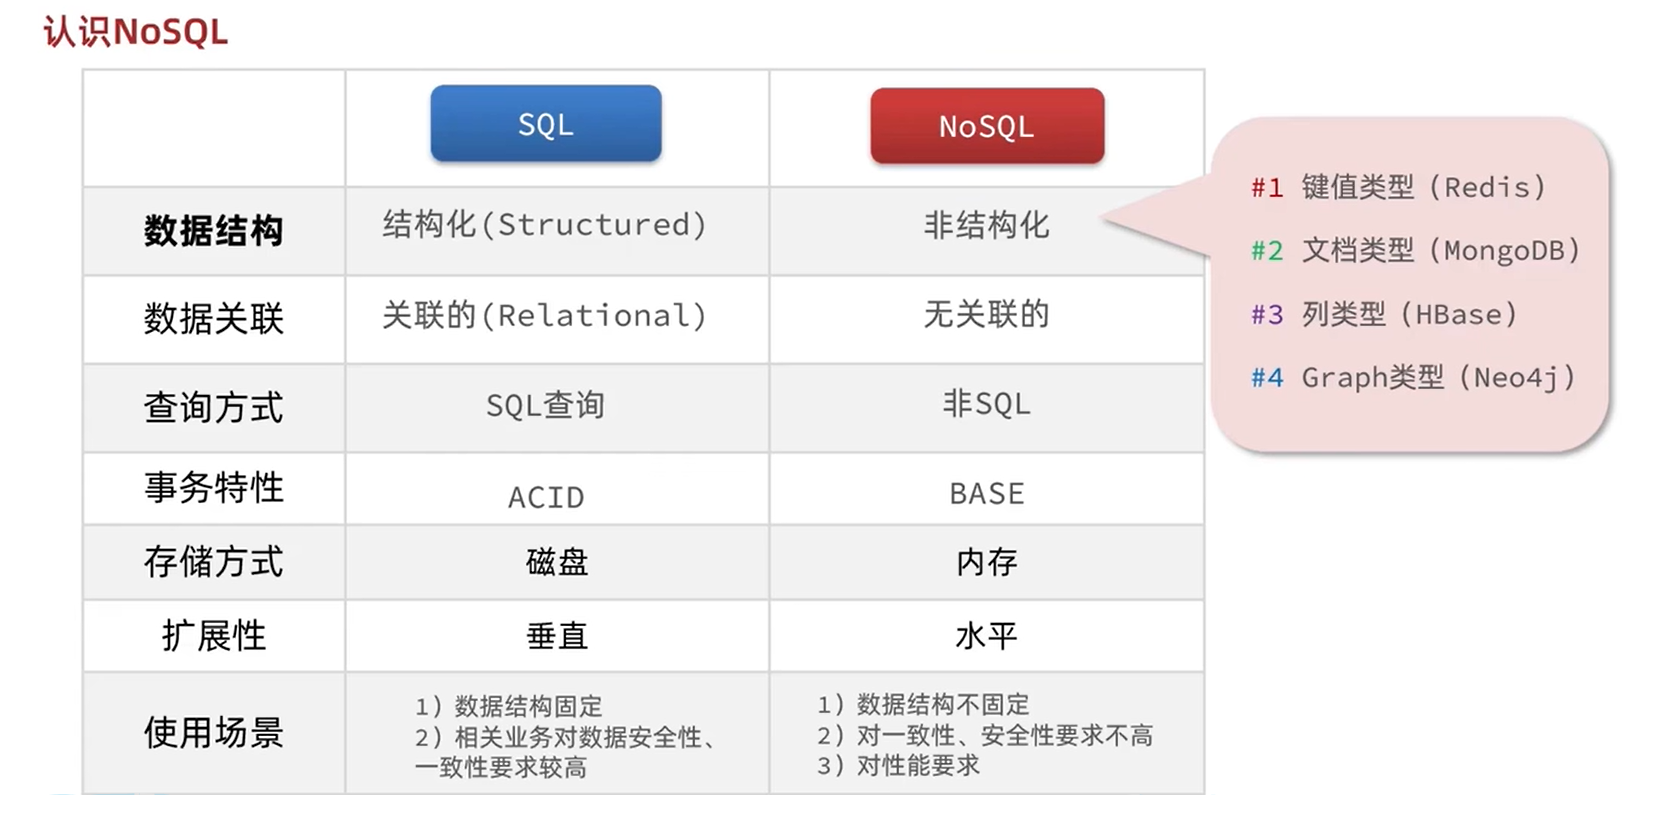 认识NoSQL
SQL
NoSQL
数据结构
结构化(Structured)
非结构化
#1 键值类型（Redis）
#2 文档类型（MongoDB）
#3 列类型（HBase）
#4 Graph类型（Neo4j）
数据关联
关联的(Relational)
无关联的
查询方式
SQL查询
非SQL
事务特性
ACID
BASE
存储方式
磁盘
内存
扩展性
垂直
水平
使用场景
1）数据结构固定
2）相关业务对数据安全性、
一致性要求较高
1）数据结构不固定
2）对一致性、安全性要求不高
3）对性能要求